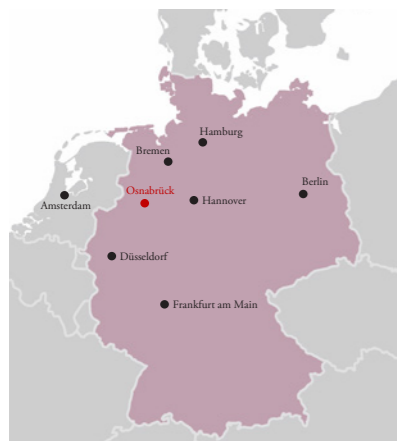 Hamburg
Bremen
Osnabrück
Berlin
Hannover
Amsterdam
Düsseldorf
Frankfurt am Main